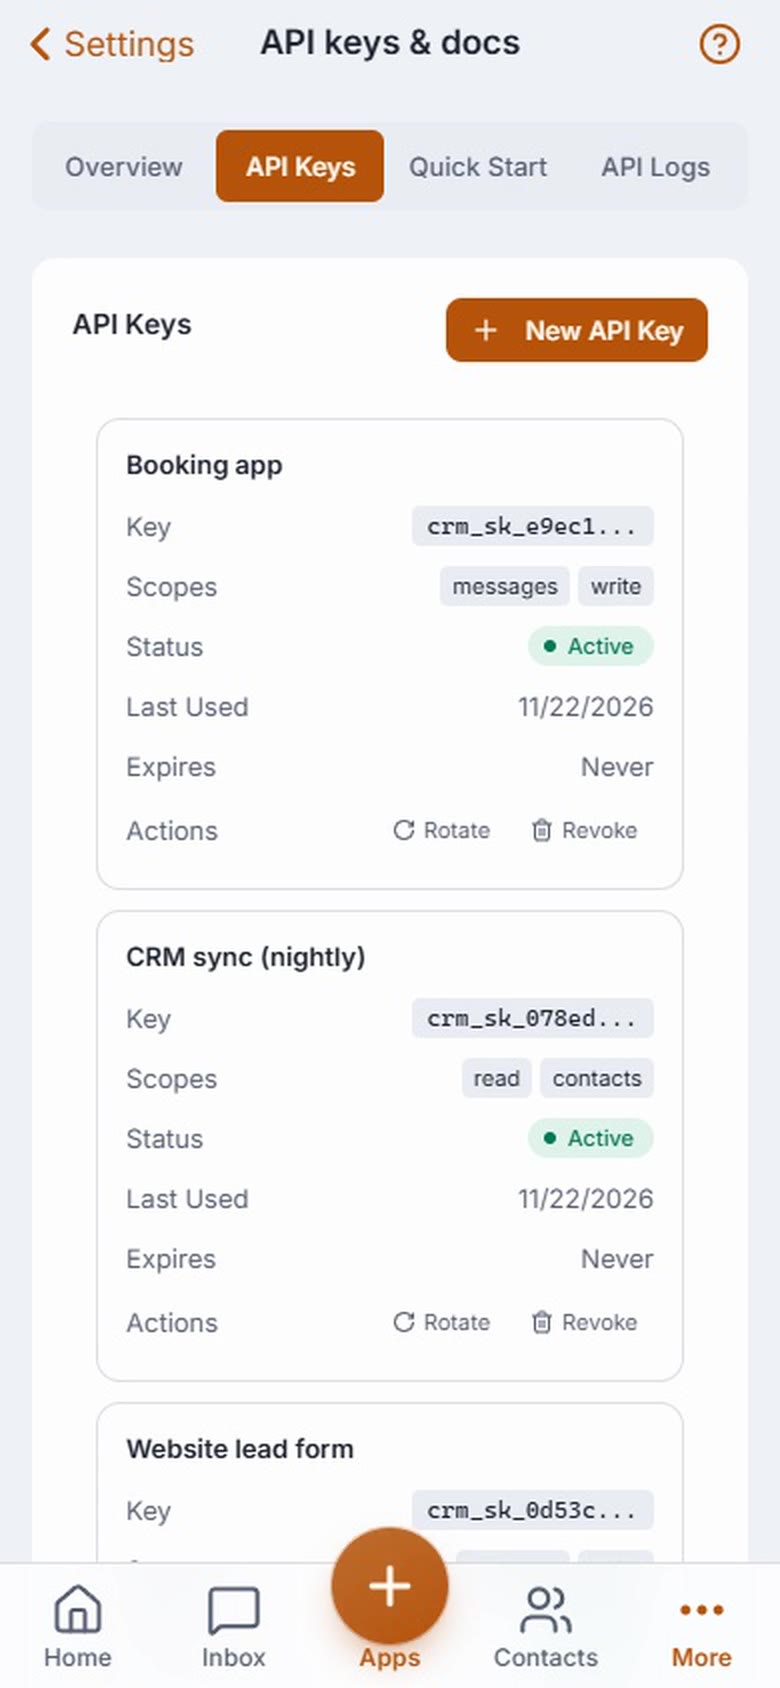 Settings
API keys & docs
Overview
API Keys
Quick Start
API Logs
API Keys
New API Key
Booking app
Key crm_sk_e9ec1...
Scopes messages write
Status Active
Last Used 11/22/2026
Expires Never
Actions Rotate Revoke
CRM sync (nightly)
Key crm_sk_078ed...
Scopes read contacts
Status Active
Last Used 11/22/2026
Expires Never
Actions Rotate Revoke
Website lead form
Key crm_sk_0d53c...
Home
Inbox
Apps
Contacts
More